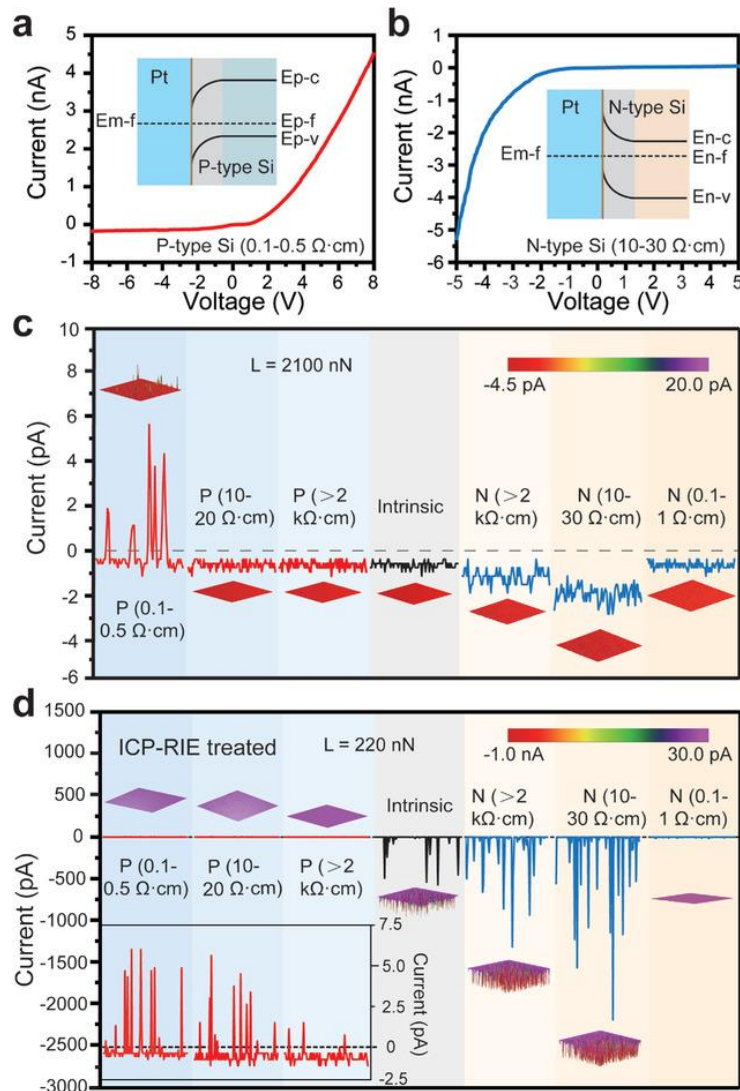 a
Current (nA)
5
4
3
2
1
0
-1
-8 -6 -4 -2 0 2 4 6 8
Voltage (V)
Pt
Em-f
Ep-c
Ep-f
Ep-v
P-type Si
P-type Si (0.1-0.5 Ω·cm)
b
Current (nA)
1
0
-1
-2
-3
-4
-5
-6
-5 -4 -3 -2 -1 0 1 2 3 4 5
Voltage (V)
Pt
N-type Si
Em-f
En-c
En-f
En-v
N-type Si (10-30 Ω·cm)
c
Current (pA)
10
8
6
4
2
0
-2
-4
-6
L = 2100 nN
-4.5 pA
20.0 pA
P (0.1-
0.5 Ω·cm)
P (10-
20 Ω·cm)
P (>2
kΩ·cm)
Intrinsic
N (>2
kΩ·cm)
N (10-
30 Ω·cm)
N (0.1-
1 Ω·cm)
d
Current (pA)
1500
1000
500
0
-500
-1000
-1500
-2000
-2500
-3000
ICP-RIE treated
L = 220 nN
-1.0 nA
30.0 pA
P (0.1-
0.5 Ω·cm)
P (10-
20 Ω·cm)
P (>2
kΩ·cm)
Intrinsic
N (>2
kΩ·cm)
N (10-
30 Ω·cm)
N (0.1-
1 Ω·cm)
7.5
5.0
2.5
0
-2.5
Current (pA)